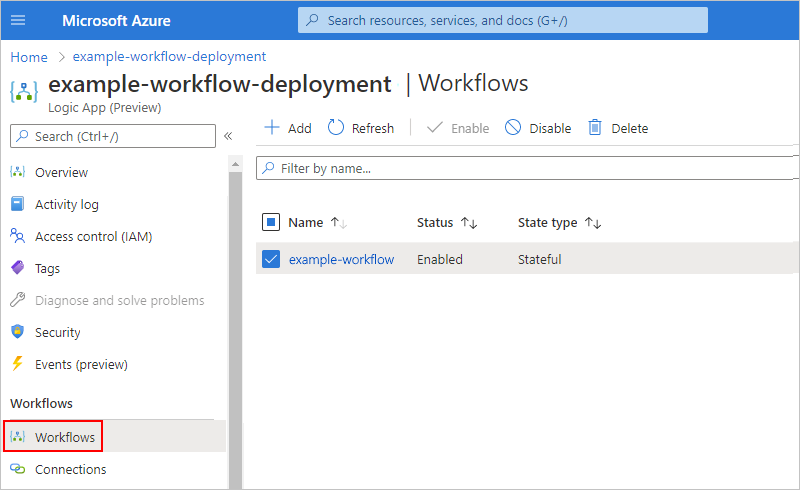 Microsoft Azure
Search resources, services, and docs (G+/)
Home > example-workflow-deployment
example-workflow-deployment | Workflows
Logic App (Preview)
Search (Ctrl+/)
«
Add
Refresh
Enable
Disable
Delete
Overview
Activity log
Access control (IAM)
Tags
Diagnose and solve problems
Security
Events (preview)
Workflows
Workflows
Connections
Filter by name...
Name ↑↓ Status ↑↓ State type ↑↓
example-workflow Enabled Stateful